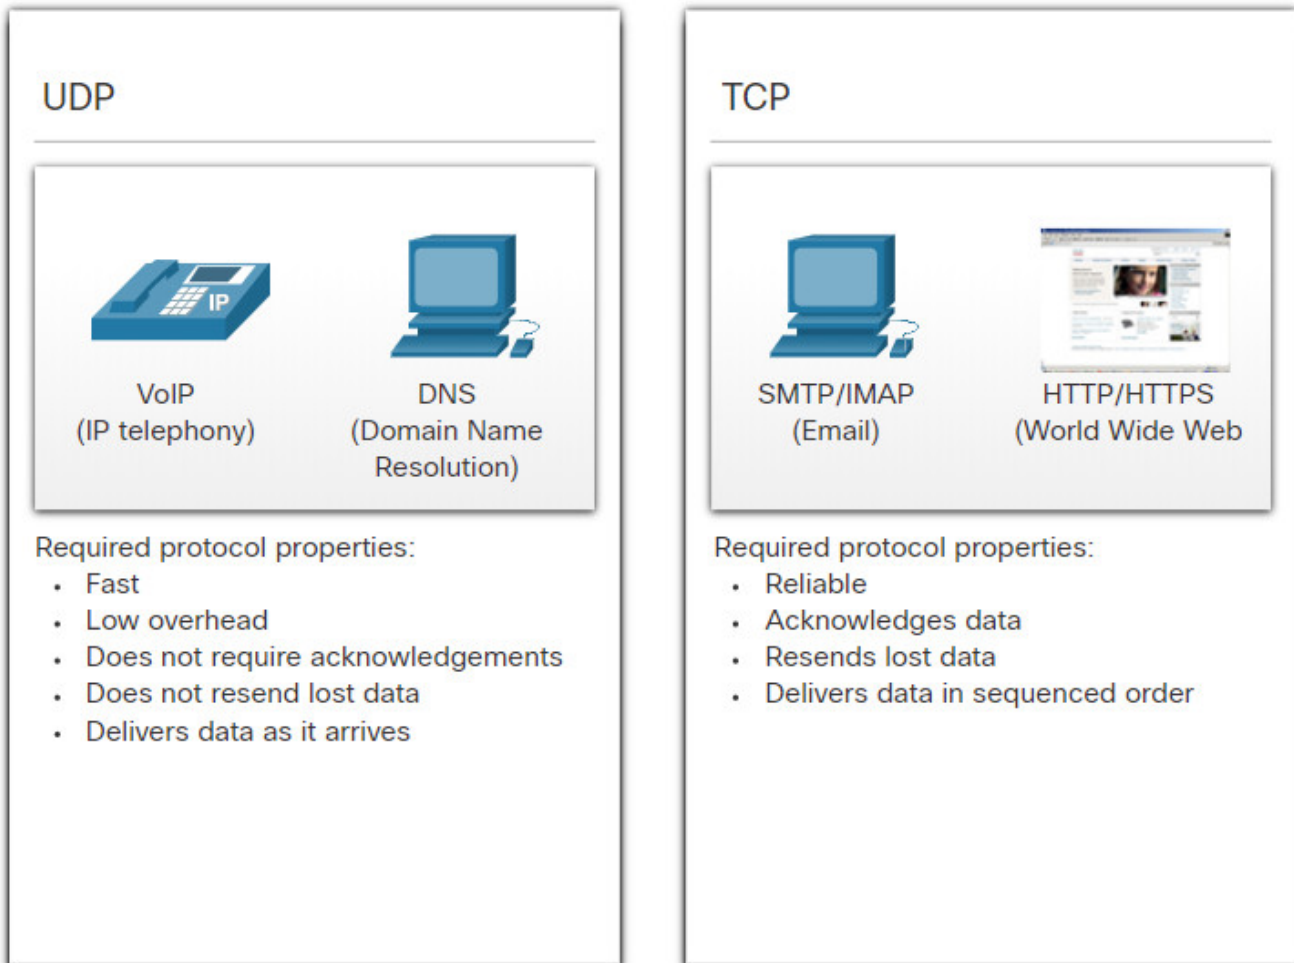 UDP
IP
VoIP
(IP telephony)
DNS
(Domain Name
Resolution)
Required protocol properties:
• Fast
• Low overhead
• Does not require acknowledgements
• Does not resend lost data
• Delivers data as it arrives
TCP
SMTP/IMAP
(Email)
HTTP/HTTPS
(World Wide Web
Required protocol properties:
• Reliable
• Acknowledges data
• Resends lost data
• Delivers data in sequenced order